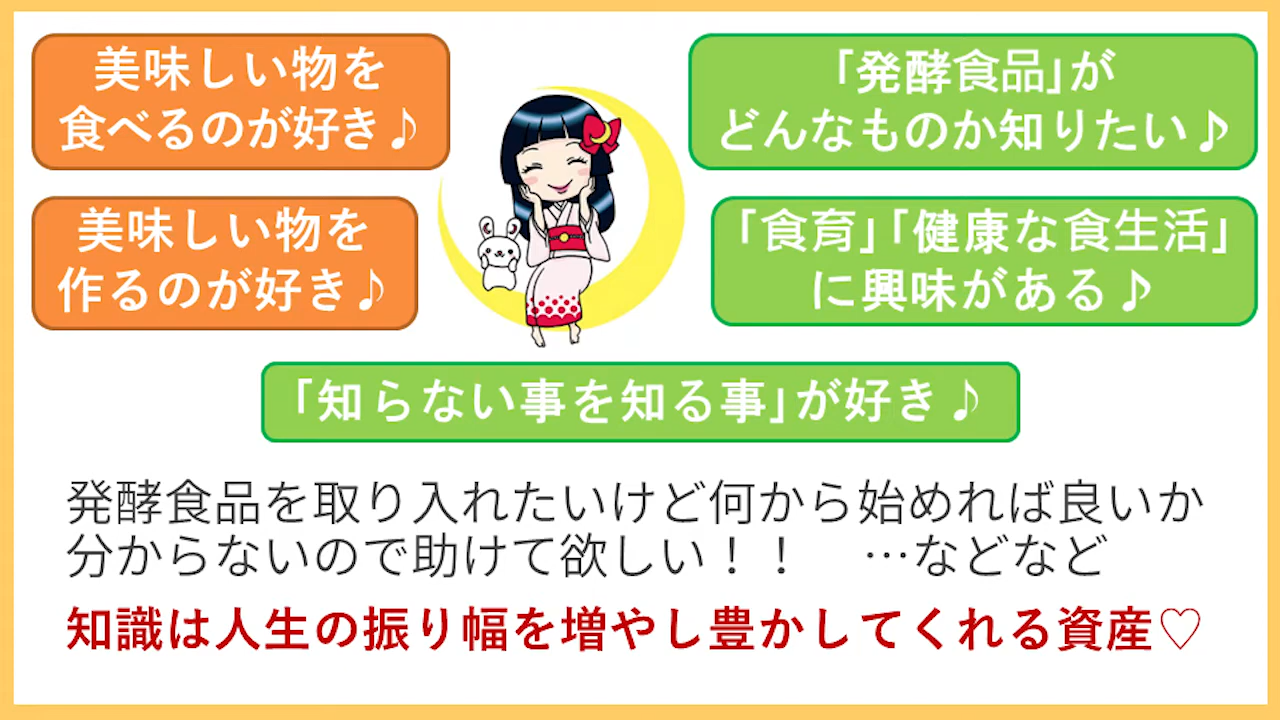 美味しい物を
食べるのが好き♪
「発酵食品」が
どんなものか知りたい♪
美味しい物を
作るのが好き♪
「食育」「健康な食生活」
に興味がある♪
「知らない事を知る事」が好き♪
発酵食品を取り入れたいけど何から始めれば良いか
分からないので助けて欲しい！！　…などなど
知識は人生の振り幅を増やし豊かしてくれる資産♡